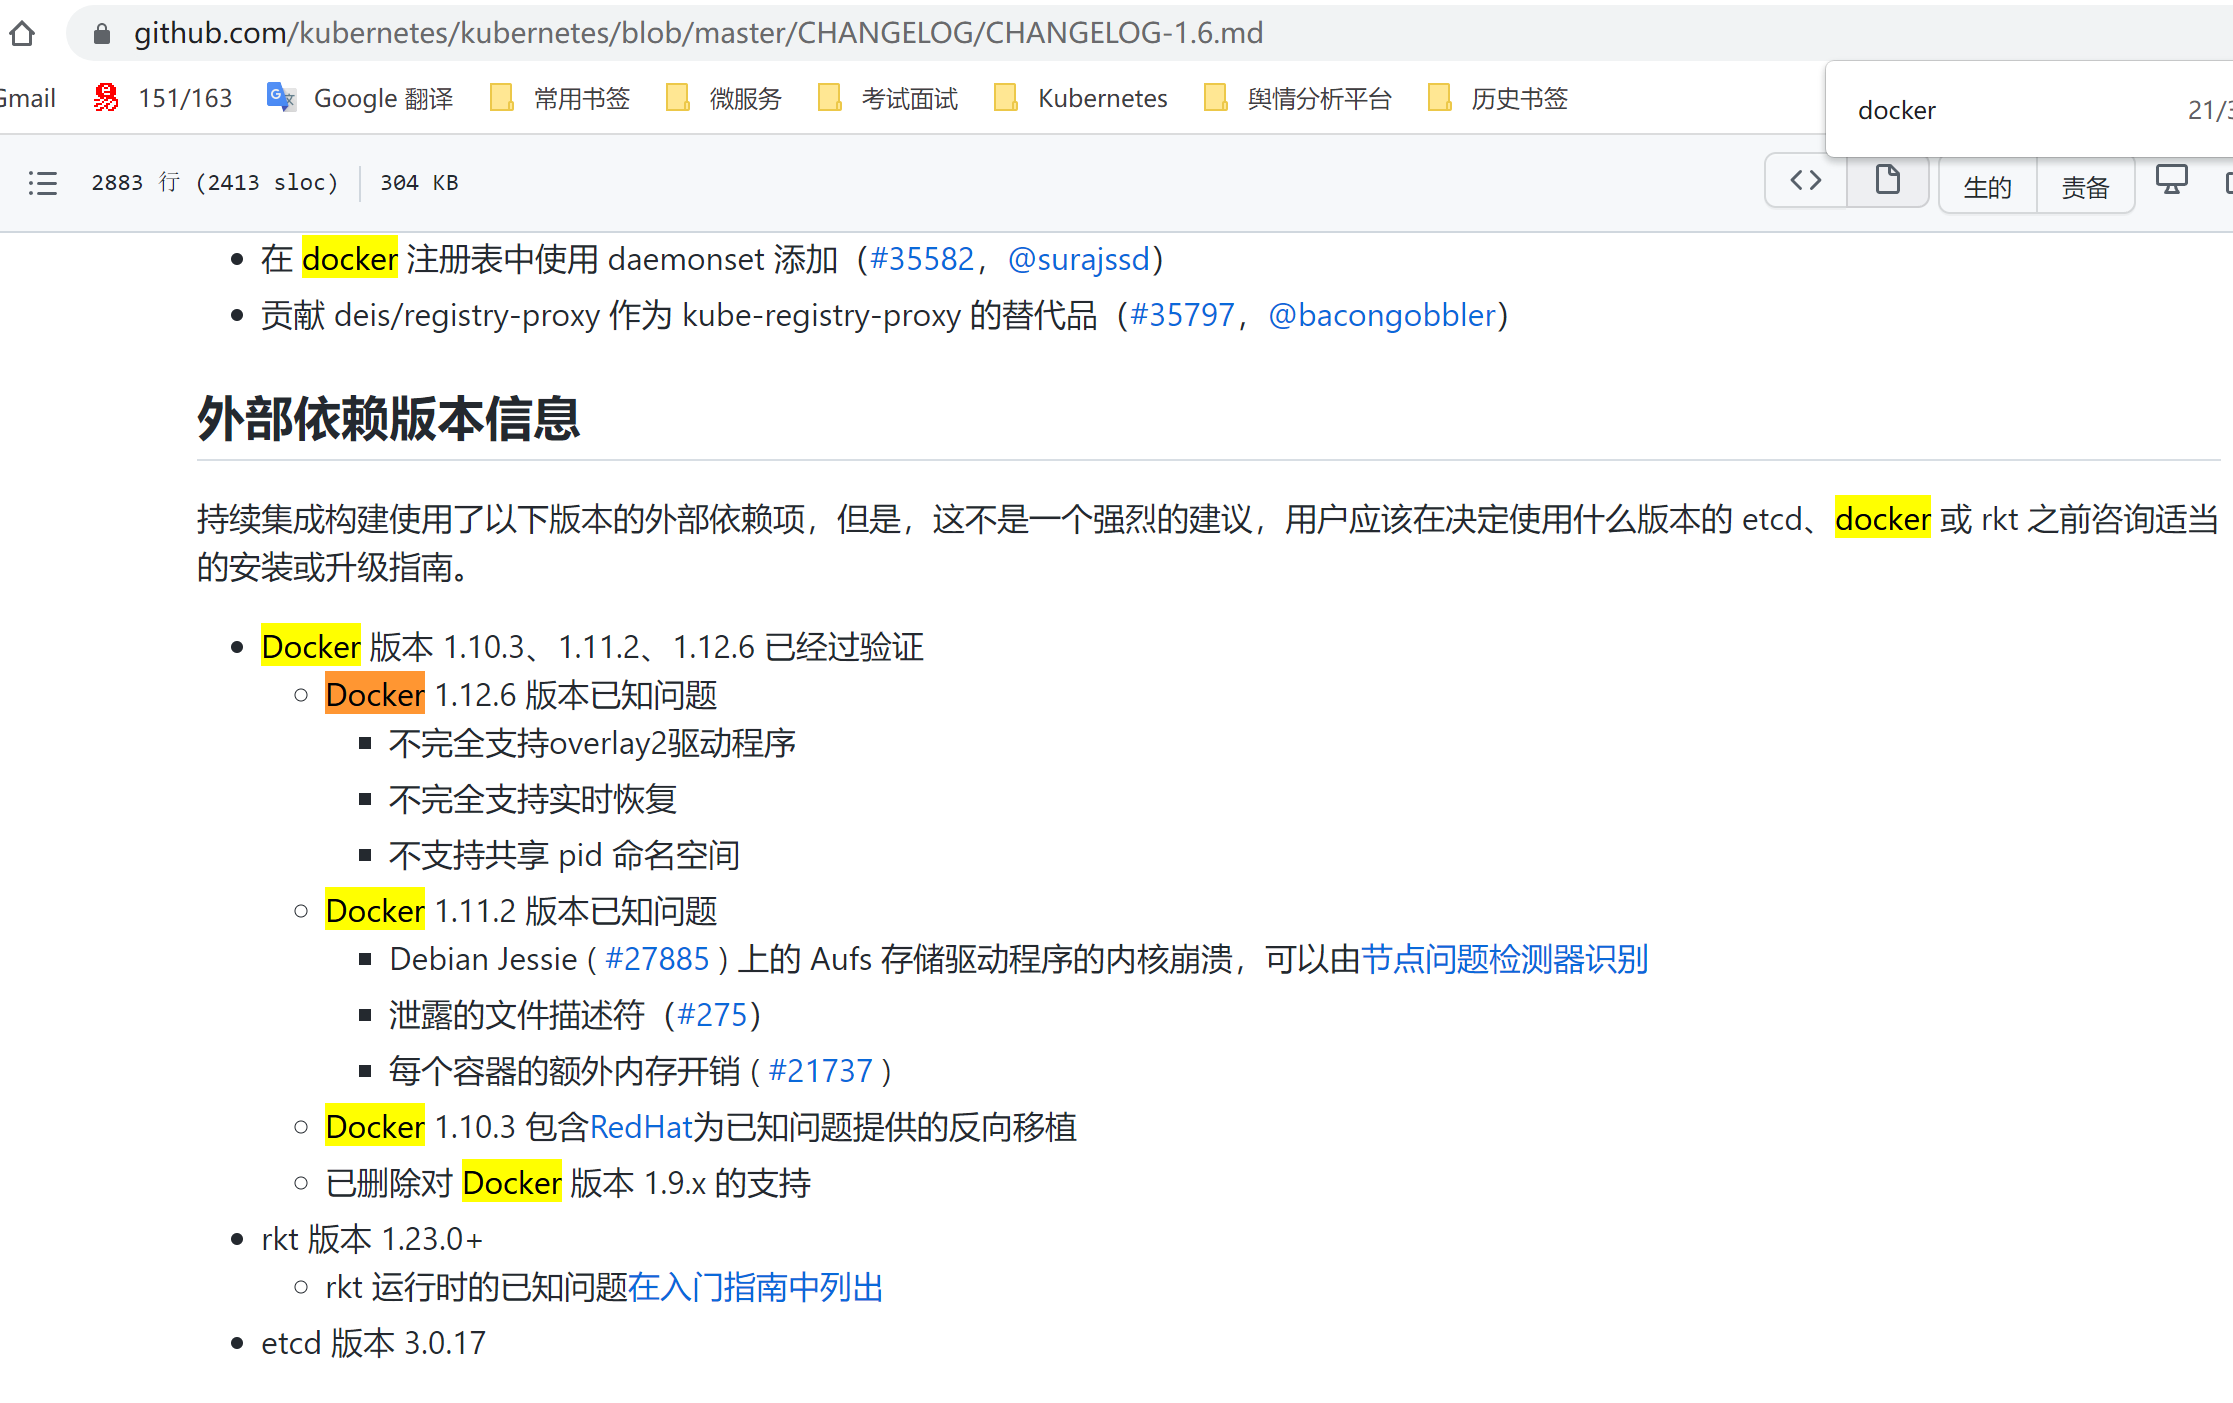 github.com/kubernetes/kubernetes/blob/master/CHANGELOG/CHANGELOG-1.6.md
Gmail 151/163 Google 翻译 常用书签 微服务 考试面试 Kubernetes 舆情分析平台 历史书签
docker 21/3
2883 行 (2413 sloc) 304 KB 生的 责备
在 docker 注册表中使用 daemonset 添加（#35582，@surajssd）
贡献 deis/registry-proxy 作为 kube-registry-proxy 的替代品（#35797，@bacongobbler）
外部依赖版本信息
持续集成构建使用了以下版本的外部依赖项，但是，这不是一个强烈的建议，用户应该在决定使用什么版本的 etcd、docker 或 rkt 之前咨询适当
的安装或升级指南。
Docker 版本 1.10.3、1.11.2、1.12.6 已经过验证
Docker 1.12.6 版本已知问题
不完全支持overlay2驱动程序
不完全支持实时恢复
不支持共享 pid 命名空间
Docker 1.11.2 版本已知问题
Debian Jessie ( #27885 ) 上的 Aufs 存储驱动程序的内核崩溃，可以由节点问题检测器识别
泄露的文件描述符（#275）
每个容器的额外内存开销 ( #21737 )
Docker 1.10.3 包含RedHat为已知问题提供的反向移植
已删除对 Docker 版本 1.9.x 的支持
rkt 版本 1.23.0+
rkt 运行时的已知问题在入门指南中列出
etcd 版本 3.0.17